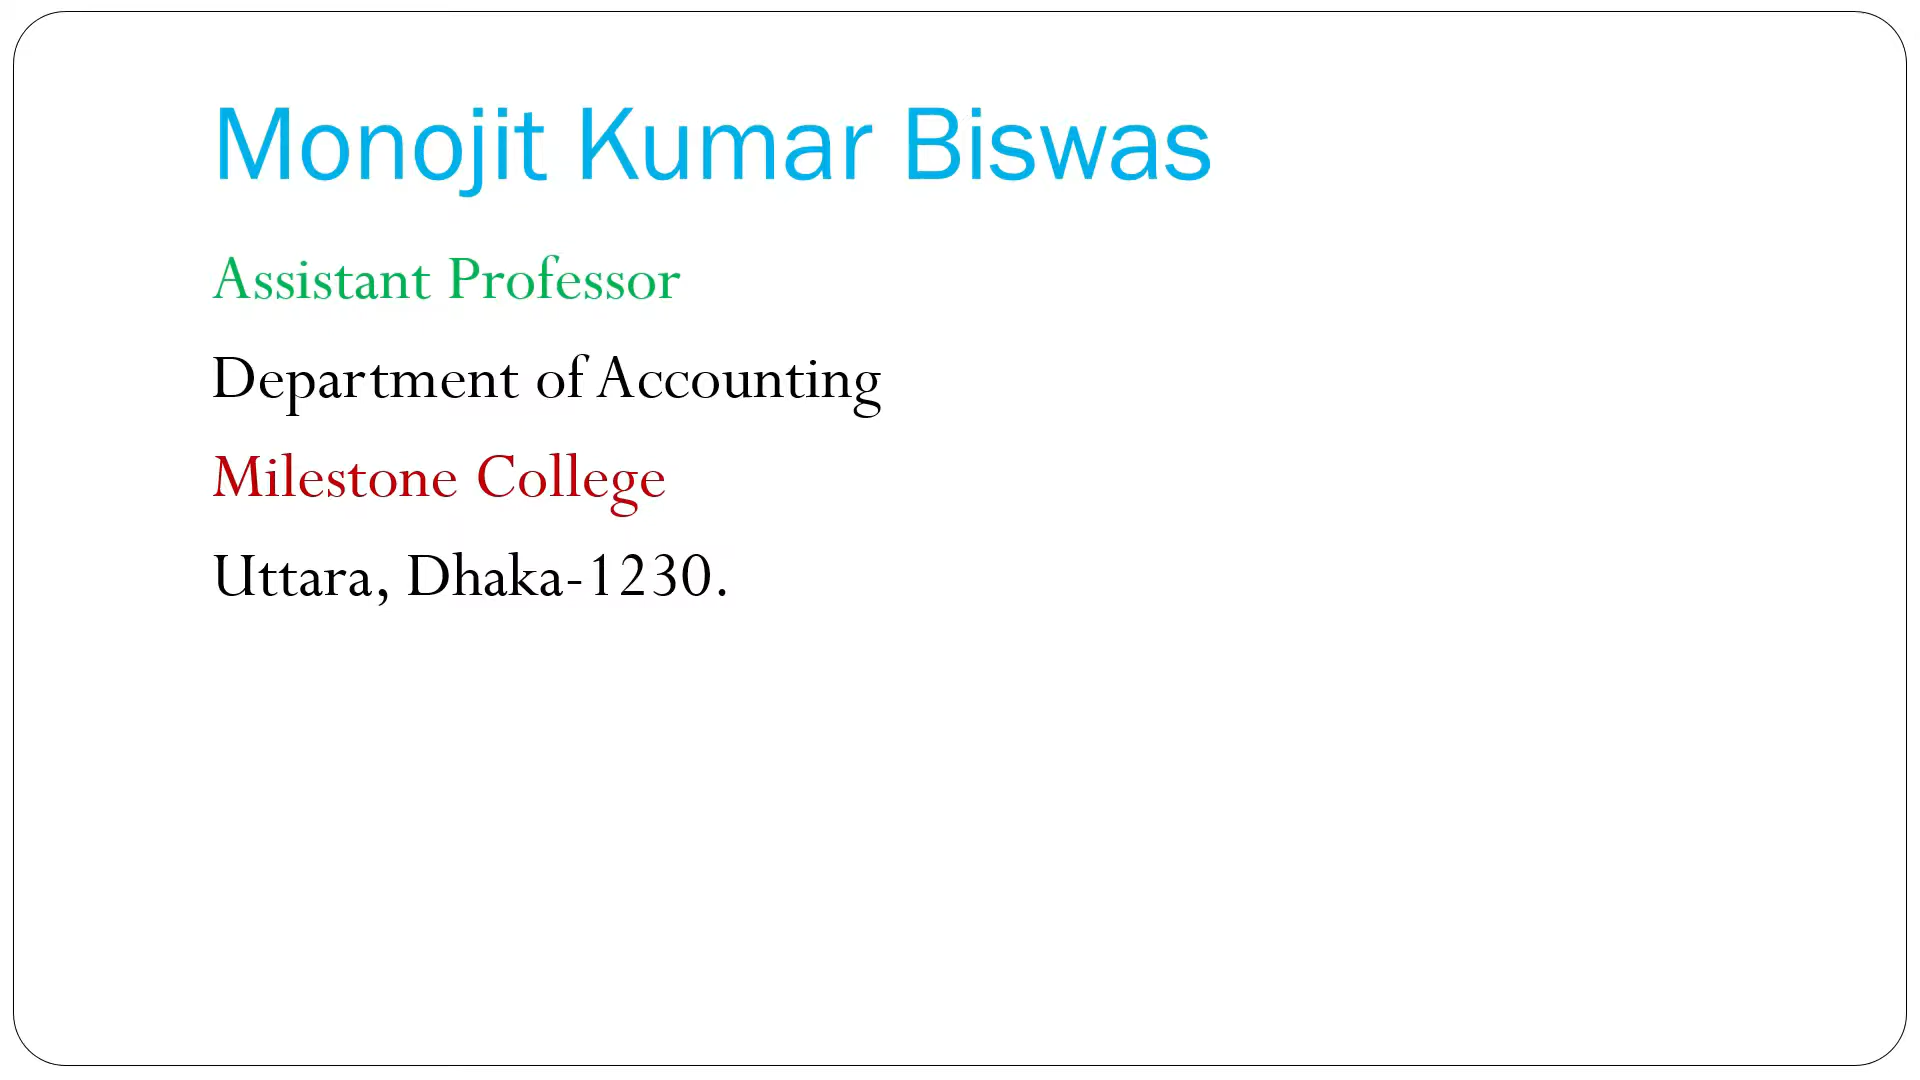 Monojit Kumar Biswas
Assistant Professor
Department of Accounting
Milestone College
Uttara, Dhaka-1230.